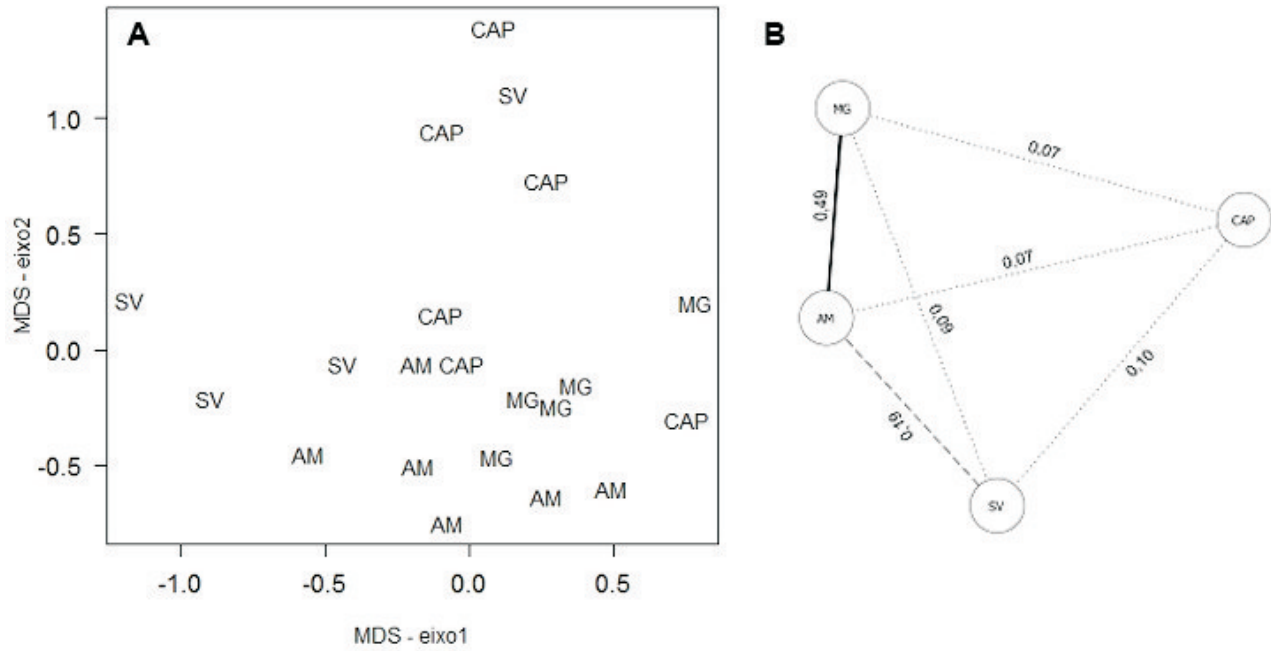 A
CAP
SV
CAP
CAP
SV
MG
CAP
SV
AM CAP
MG
SV
MG
MG
CAP
AM
AM
MG
AM
AM
AM
1.0
0.5
0.0
-0.5
-1.0
-0.5
0.0
0.5
MDS - eixo2
MDS - eixo1
B
MG
0,07
CAP
0,49
0,07
AM
0,09
0,10
0,19
SV